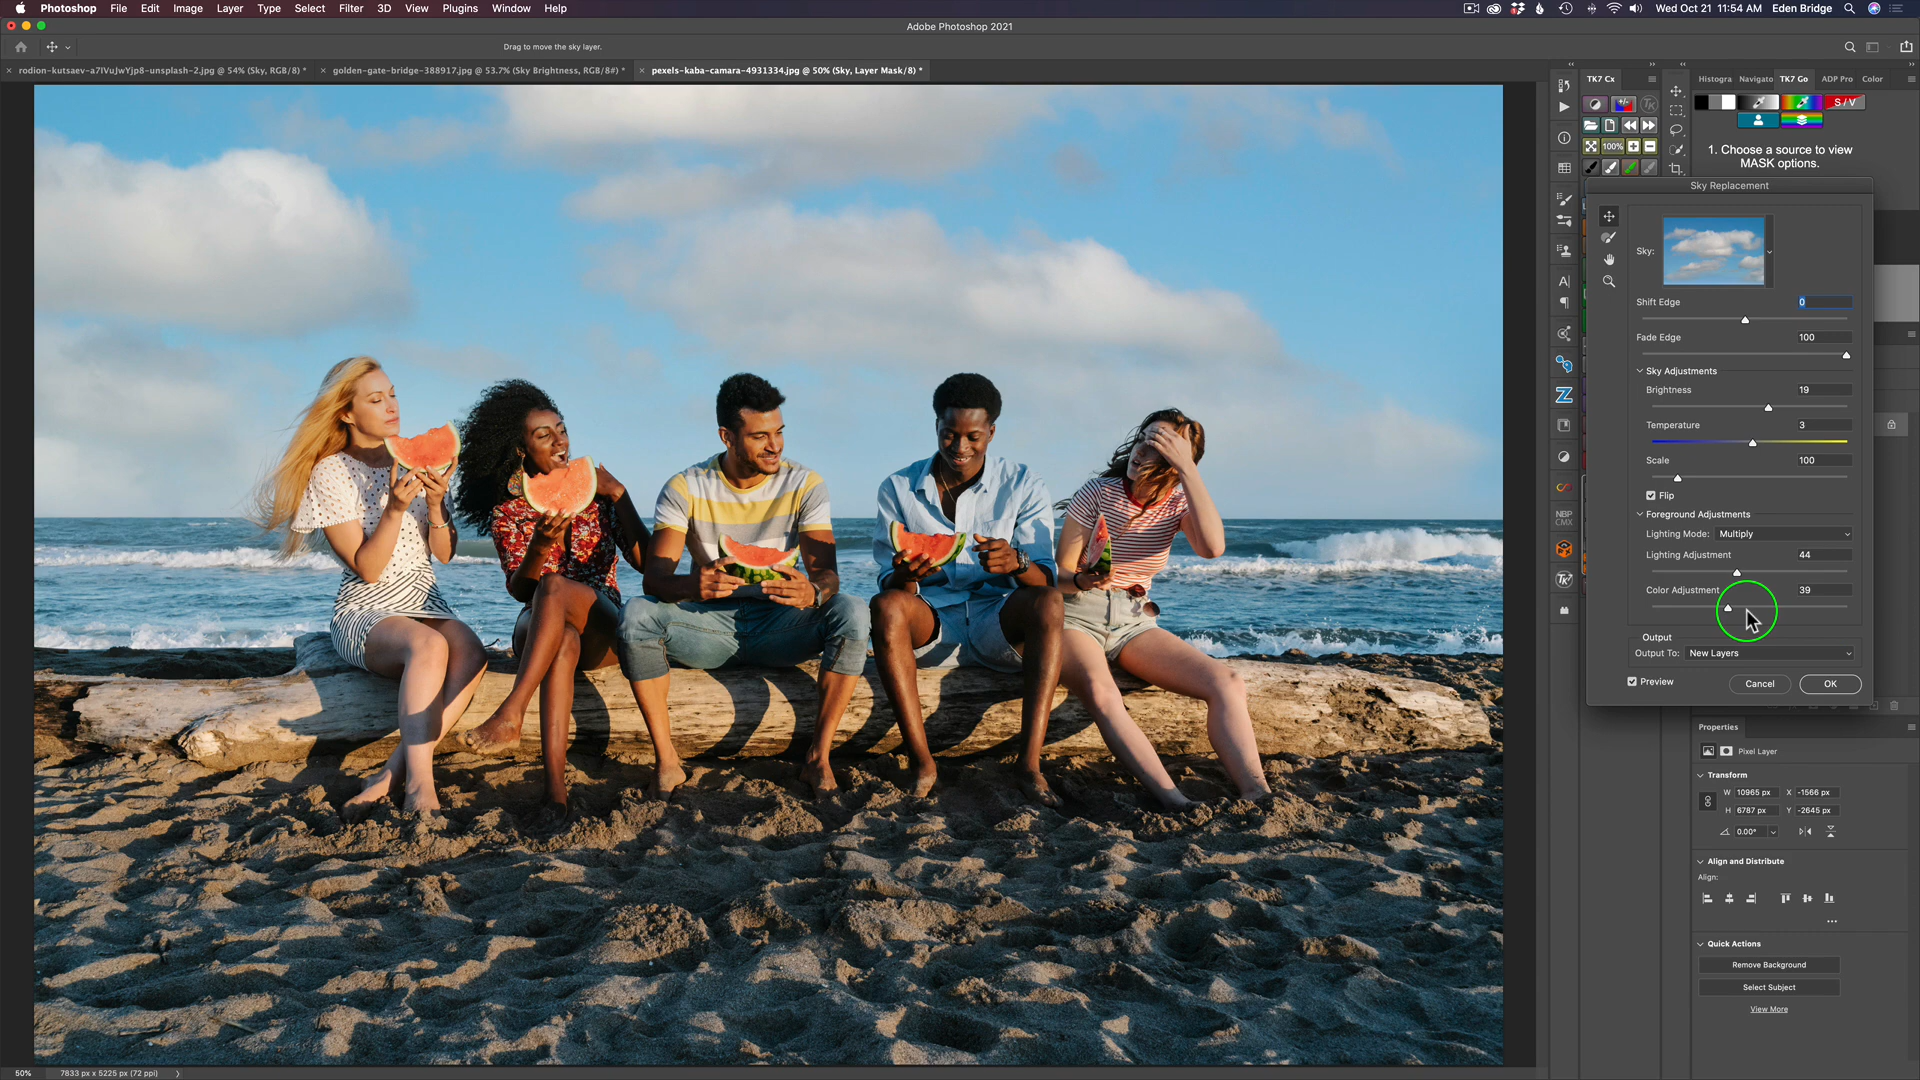 Photoshop File Edit Image Layer Type Select Filter 3D View Plugins Window Help
Wed Oct 21 11:54 AM Eden Bridge
Adobe Photoshop 2021
Drag to move the sky layer.
rodion-kutsaev-a7IVuJwYjp8-unsplash-2.jpg @ 54% (Sky, RGB/8) *
golden-gate-bridge-388917.jpg @ 53.7% (Sky Brightness, RGB/8#) *
pexels-kaba-camara-4931334.jpg @ 50% (Sky, Layer Mask/8) *
TK7 Cx
Histogra Navigato TK7 Go ADP Pro Color
S / V
100%
1. Choose a source to view
MASK options.
Sky Replacement
Sky:
Shift Edge 0
Fade Edge 100
Sky Adjustments
Brightness 19
Temperature 3
Scale 100
Flip
Foreground Adjustments
Lighting Mode: Multiply
Lighting Adjustment 44
Color Adjustment 39
Output
Output To: New Layers
Preview Cancel OK
NBP
CMX
TK7
Properties
Pixel Layer
Transform
W 10965 px X -1566 px
H 6787 px Y -2645 px
0.00°
Align and Distribute
Align:
Quick Actions
Remove Background
Select Subject
View More
50% 7833 px x 5225 px (72 ppi)